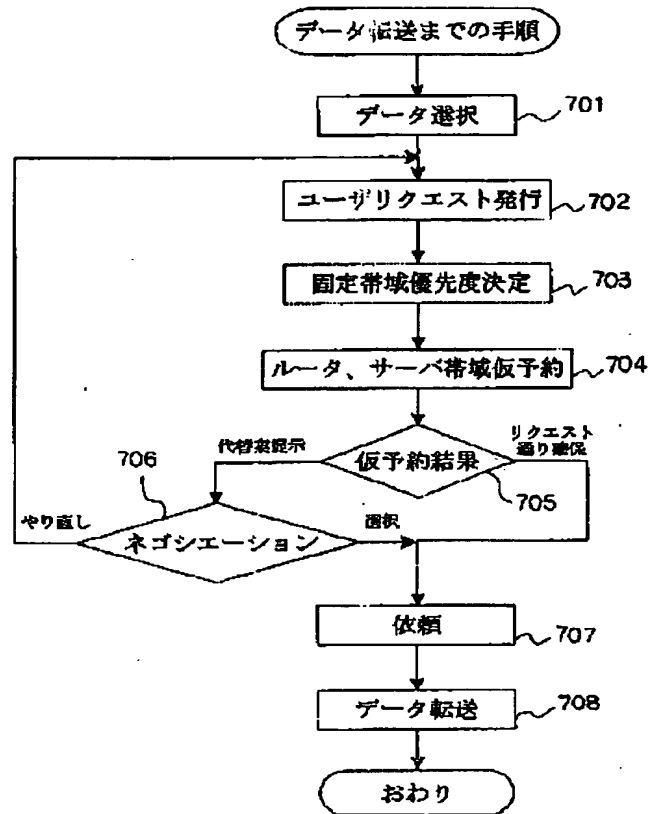 データ転送までの手順
データ選択
701
ユーザリクエスト発行
702
固定帯域優先度決定
703
ルータ、サーバ帯域仮予約
704
代替案提示
リクエスト
通り確保
仮予約結果
705
706
やり直し
ネゴシエーション
選択
依頼
707
データ転送
708
おわり